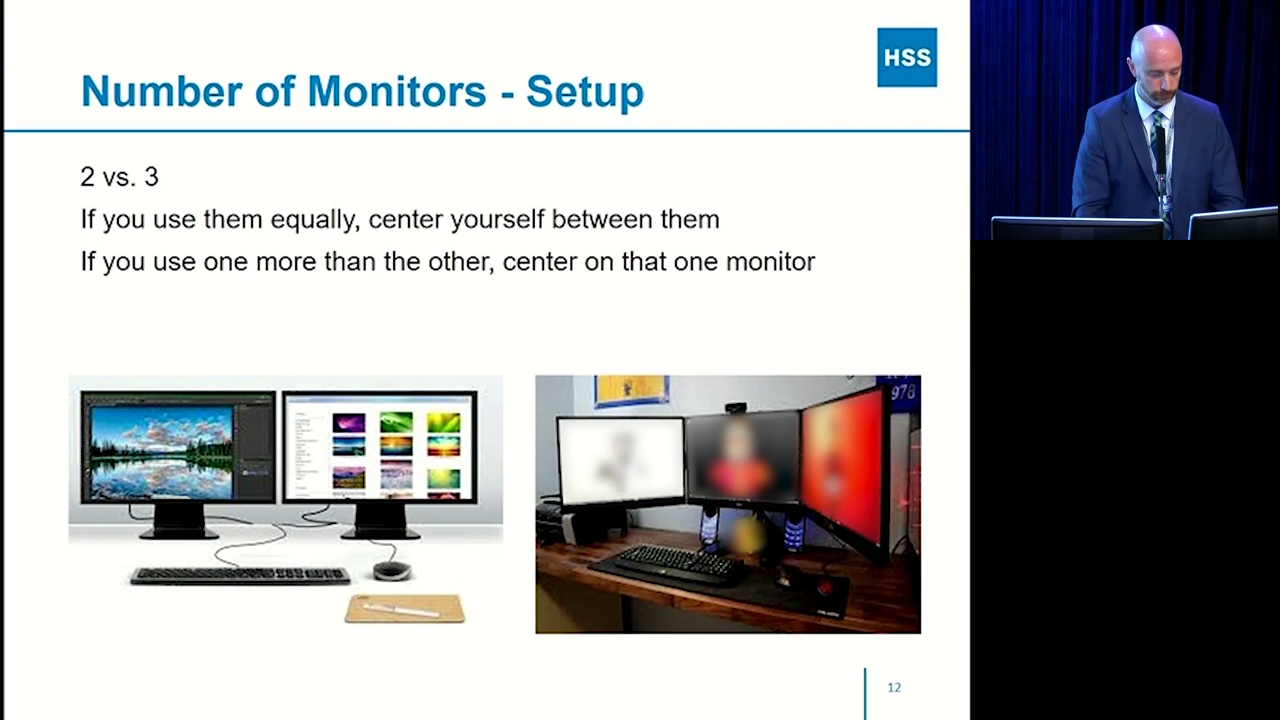 HSS
Number of Monitors - Setup
2 vs. 3
If you use them equally, center yourself between them
If you use one more than the other, center on that one monitor
978
12